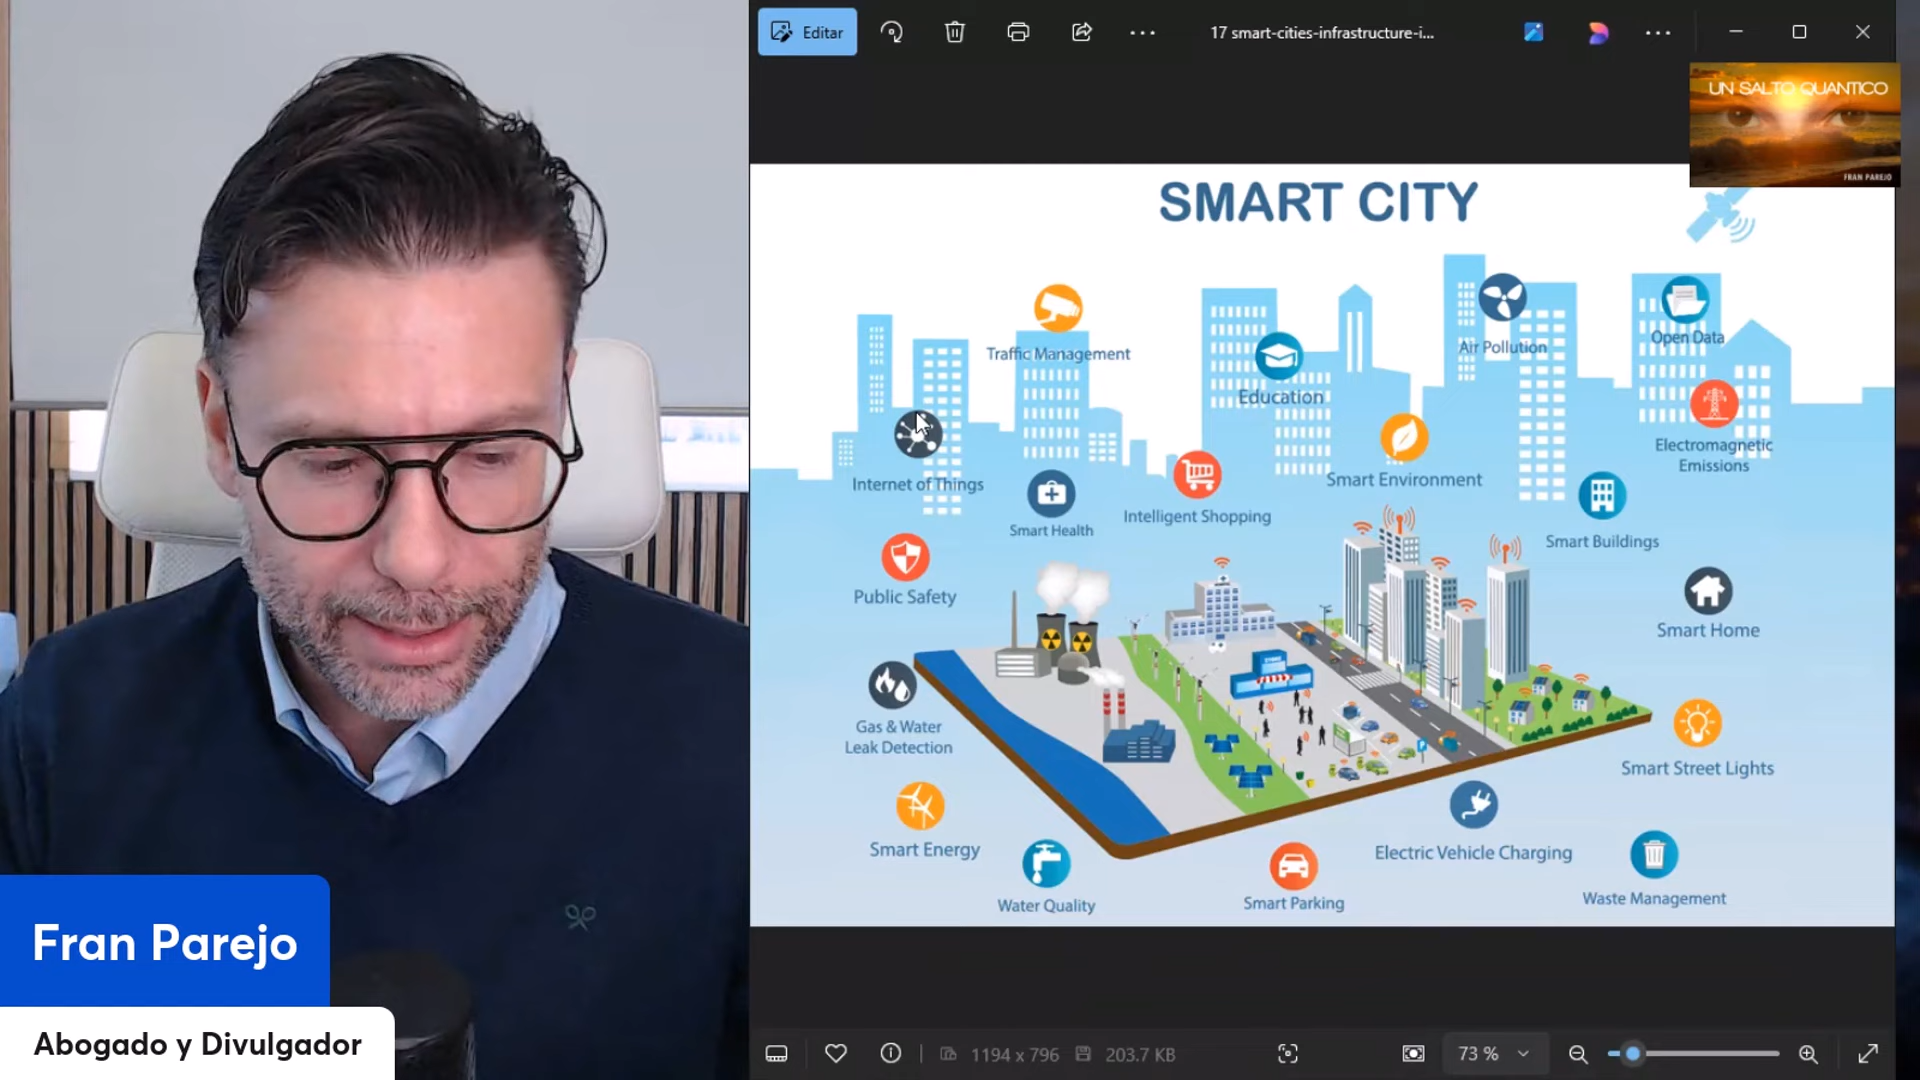 Editar
17 smart-cities-infrastructure-i...
UN SALTO QUANTICO
FRAN PAREJO
SMART CITY
Traffic Management
Education
Air Pollution
Open Data
Internet of Things
Smart Health
Intelligent Shopping
Smart Environment
Electromagnetic
Emissions
Smart Buildings
Public Safety
Smart Home
Gas & Water
Leak Detection
Smart Street Lights
Smart Energy
Water Quality
Smart Parking
Electric Vehicle Charging
Waste Management
Fran Parejo
Abogado y Divulgador
1194 x 796
203.7 KB
73 %